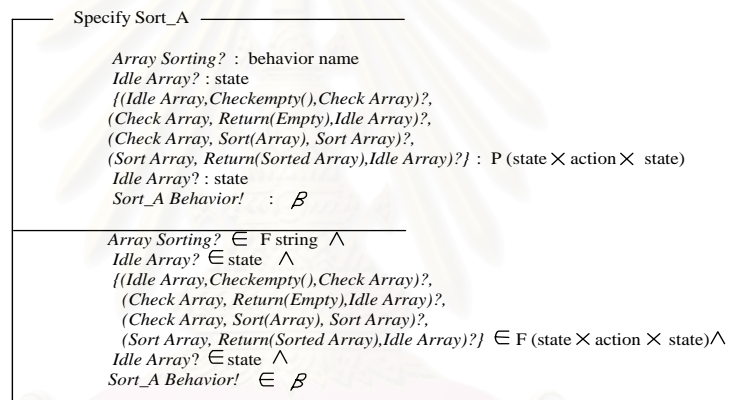 Specify Sort_A
Array Sorting? : behavior name
Idle Array? : state
{(Idle Array,Checkempty(),Check Array)?,
(Check Array, Return(Empty),Idle Array)?,
(Check Array, Sort(Array), Sort Array)?,
(Sort Array, Return(Sorted Array),Idle Array)?} : P (state × action × state)
Idle Array? : state
Sort_A Behavior! : β
Array Sorting? ∈ F string ∧
Idle Array? ∈ state ∧
{(Idle Array,Checkempty(),Check Array)?,
(Check Array, Return(Empty),Idle Array)?,
(Check Array, Sort(Array), Sort Array)?,
(Sort Array, Return(Sorted Array),Idle Array)?} ∈ F (state × action × state) ∧
Idle Array? ∈ state ∧
Sort_A Behavior! ∈ β